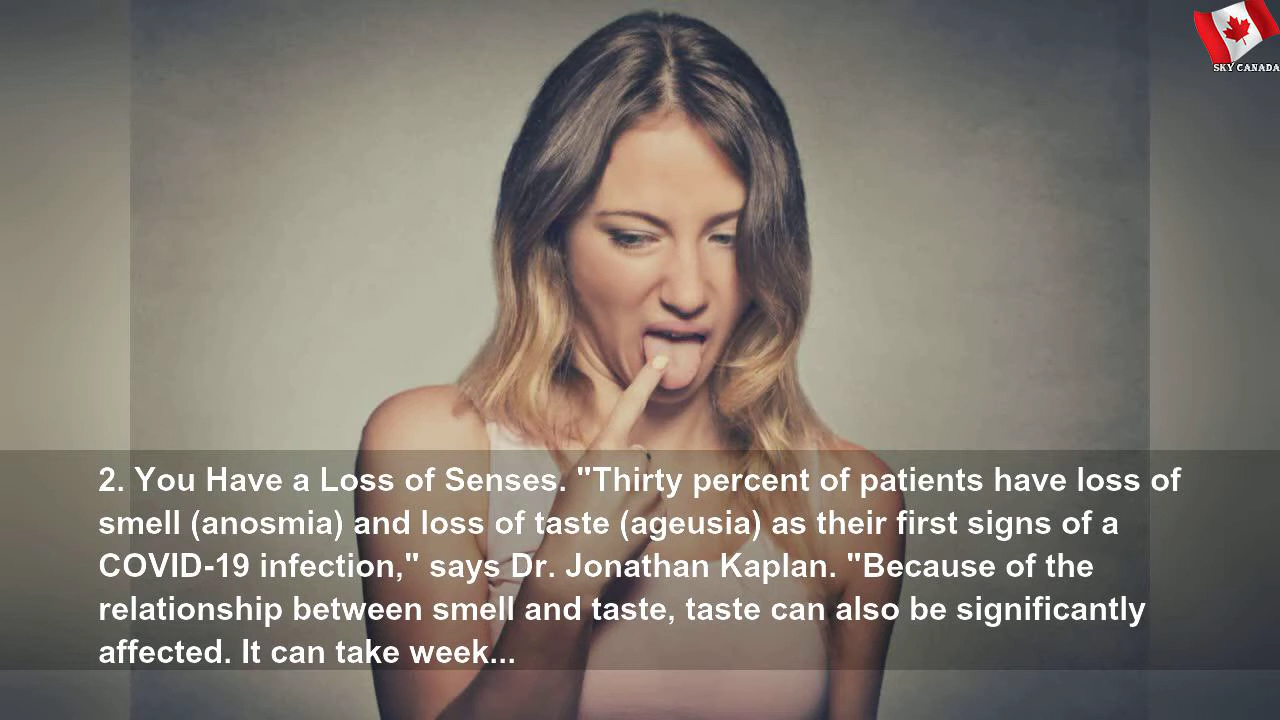 SKY CANADA
2. You Have a Loss of Senses. "Thirty percent of patients have loss of
smell (anosmia) and loss of taste (ageusia) as their first signs of a
COVID-19 infection," says Dr. Jonathan Kaplan. "Because of the
relationship between smell and taste, taste can also be significantly
affected. It can take week...